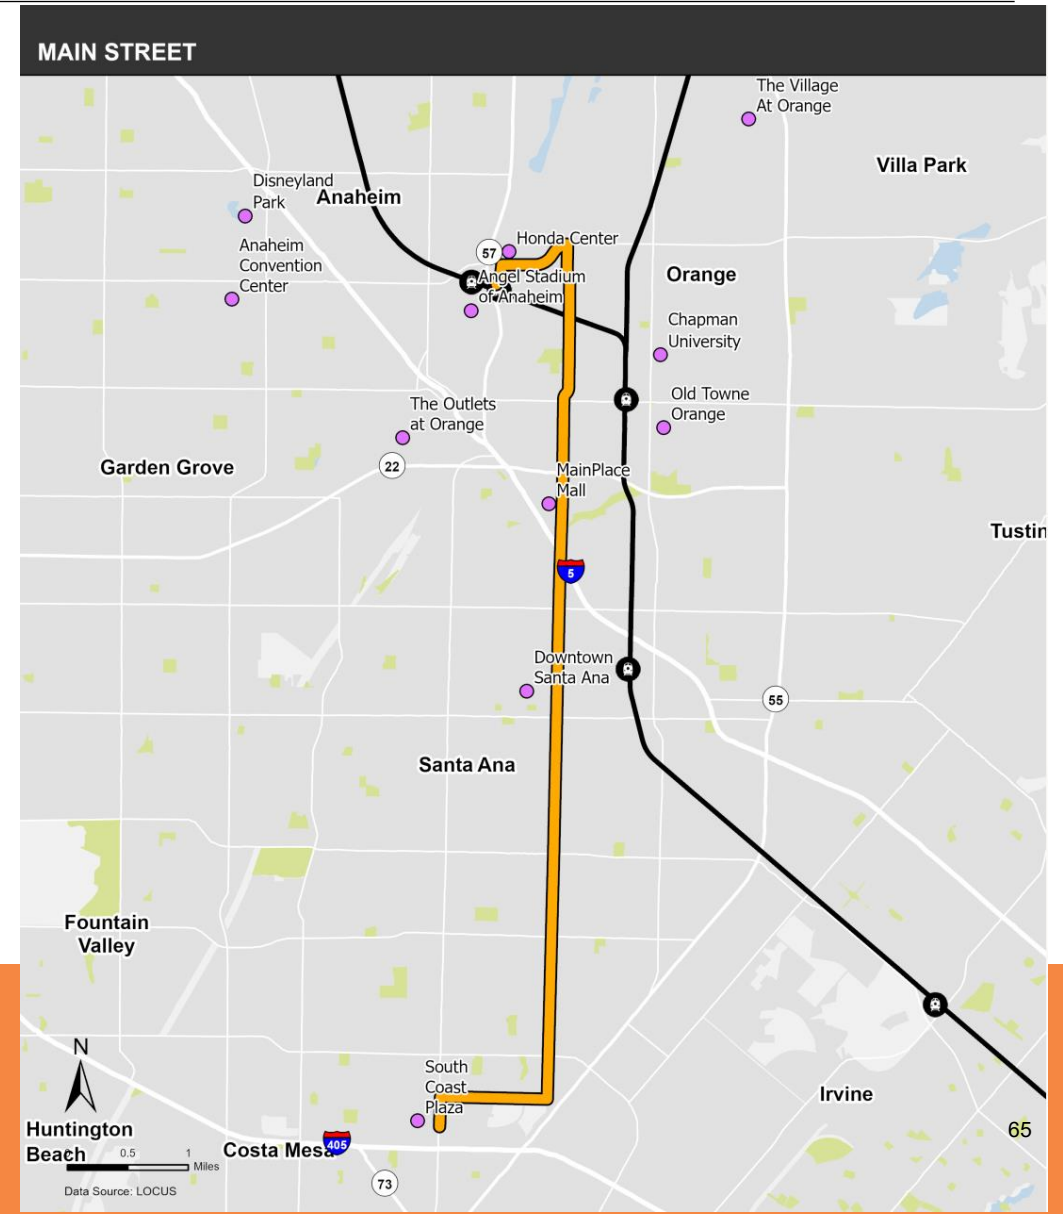 MAIN STREET
The Village
At Orange
Villa Park
Disneyland
Park
Anaheim
Anaheim
Convention
Center
57
Honda Center
Angel Stadium
of Anaheim
Orange
Chapman
University
Old Towne
Orange
The Outlets
at Orange
22
Garden Grove
MainPlace
Mall
Tustin
5
Downtown
Santa Ana
55
Santa Ana
Fountain
Valley
N
South
Coast
Plaza
Irvine
65
Huntington
Beach
Costa Mesa
405
0.5
1
Miles
73
Data Source: LOCUS